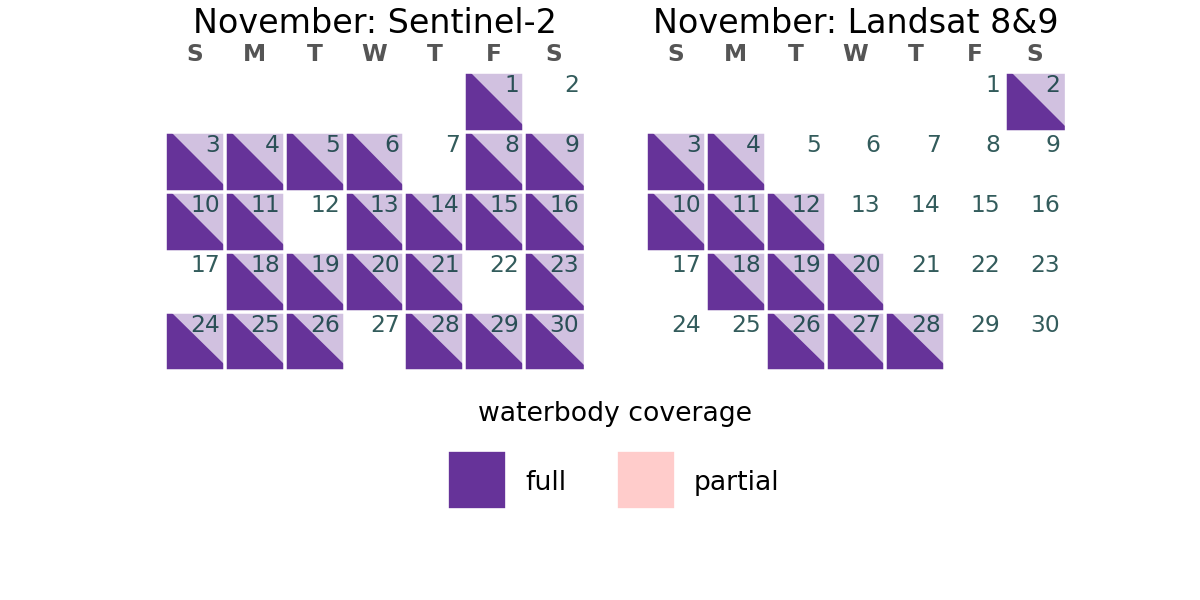 November: Sentinel-2
S M T W T F S
1 2
3 4 5 6 7 8 9
10 11 12 13 14 15 16
17 18 19 20 21 22 23
24 25 26 27 28 29 30
November: Landsat 8&9
S M T W T F S
1 2
3 4 5 6 7 8 9
10 11 12 13 14 15 16
17 18 19 20 21 22 23
24 25 26 27 28 29 30
waterbody coverage
full partial